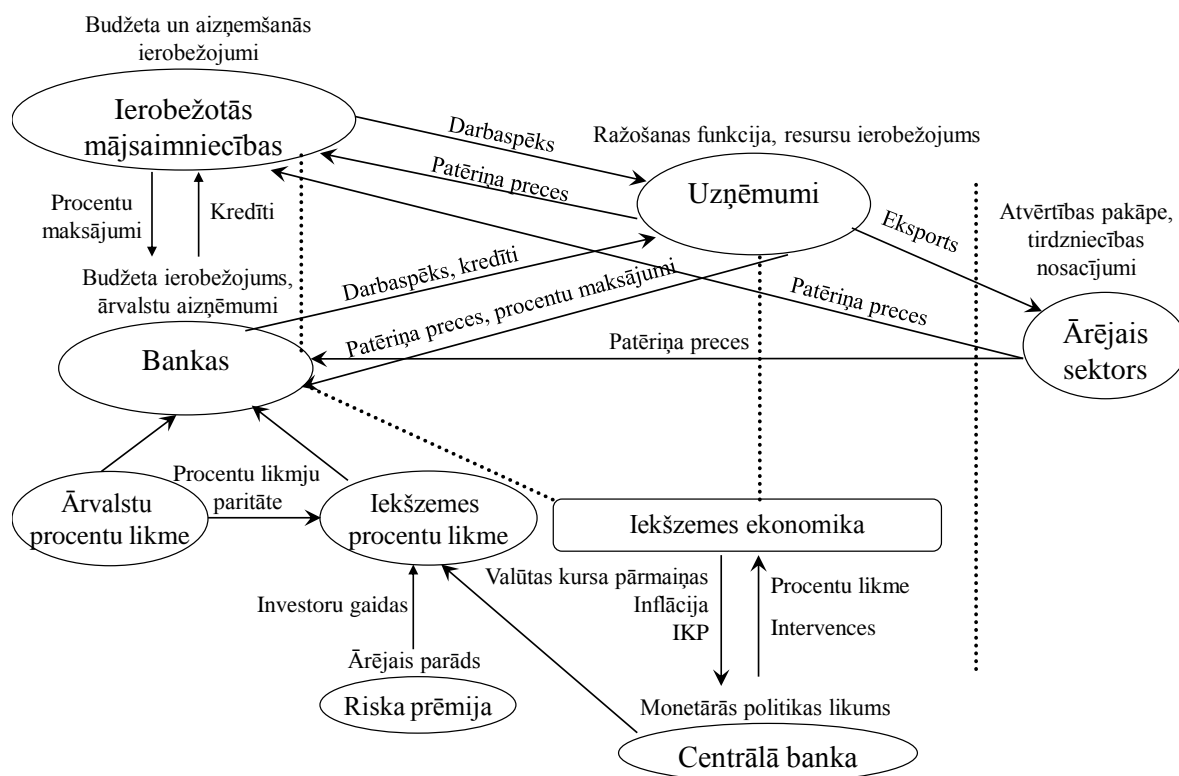 Budžeta un aizņemšanās
ierobežojumi
Ierobežotās
mājsaimniecības
Darbaspēks
Patēriņa preces
Ražošanas funkcija, resursu ierobežojums
Uzņēmumi
Eksports
Atvērtības pakāpe,
tirdzniecības
nosacījumi
Ārējais
sektors
Procentu
maksājumi
Kredīti
Budžeta ierobežojums,
ārvalstu aizņēmumi
Bankas
Darbaspēks, kredīti
Patēriņa preces, procentu maksājumi
Patēriņa preces
Patēriņa preces
Procentu likmju
paritāte
Ārvalstu
procentu likme
Iekšzemes
procentu likme
Iekšzemes ekonomika
Investoru gaidas
Ārējais parāds
Riska prēmija
Valūtas kursa pārmaiņas
Inflācija
IKP
Procentu likme
Intervences
Monetārās politikas likums
Centrālā banka